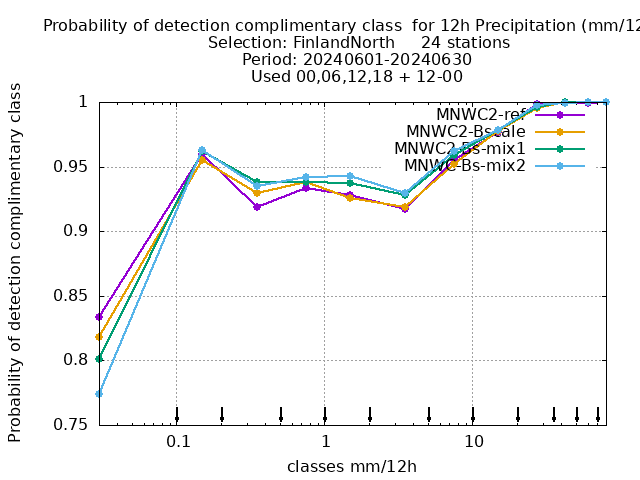 Probability of detection complimentary class  for 12h Precipitation (mm/12
Selection: FinlandNorth     24 stations
Period: 20240601-20240630
Used 00,06,12,18 + 12-00
Probability of detection complimentary class
1
0.95
0.9
0.85
0.8
0.75
MNWC2-ref
MNWC2-Bscale
MNWC2-Bs-mix1
MNWC-Bs-mix2
0.1
1
10
classes mm/12h